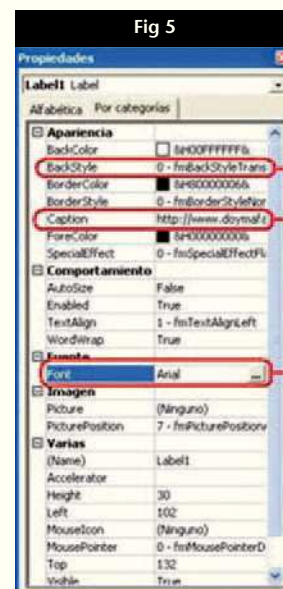 Fig 5
Propiedades
Label1 Label
Alfabética Por categorías
Apariencia
BackColor &H00FFFFFF&
BackStyle 0 - fmBackStyleTrans
BorderColor &H80000006&
BorderStyle 0 - fmBorderStyleNor
Caption http://www.doymafa
ForeColor &H00000000&
SpecialEffect 0 - fmSpecialEffectFl
Comportamiento
AutoSize False
Enabled True
TextAlign 1 - fmTextAlignLeft
WordWrap True
Fuente
Font Arial ...
Imagen
Picture (Ninguno)
PicturePosition 7 - fmPicturePosition
Varias
(Name) Label1
Accelerator
Height 30
Left 102
MouseIcon (Ninguno)
MousePointer 0 - fmMousePointerD
Top 132
Visible True